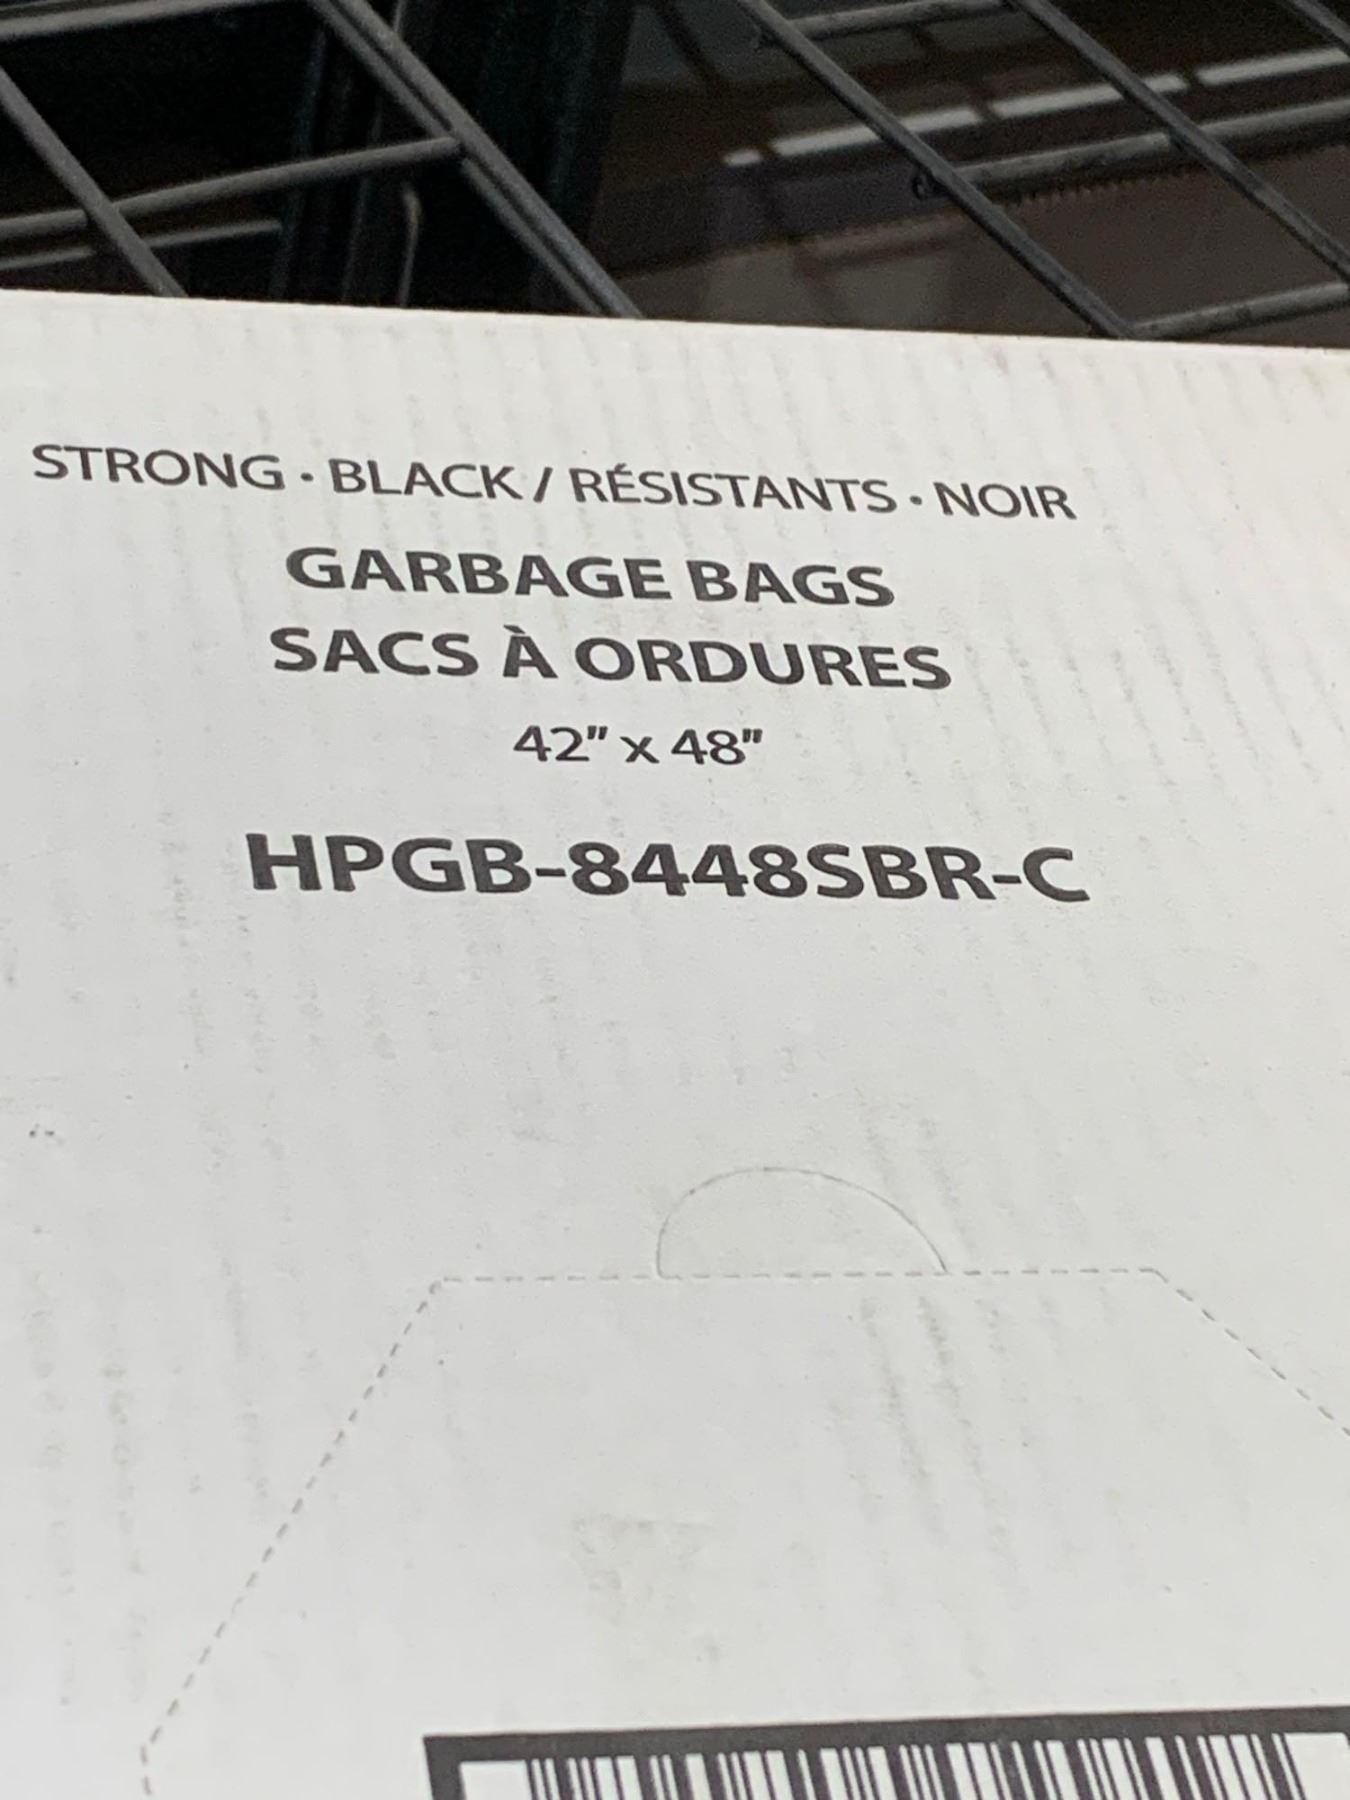 STRONG · BLACK / RÉSISTANTS · NOIR
GARBAGE BAGS
SACS À ORDURES
42" x 48"
HPGB-8448SBR-C